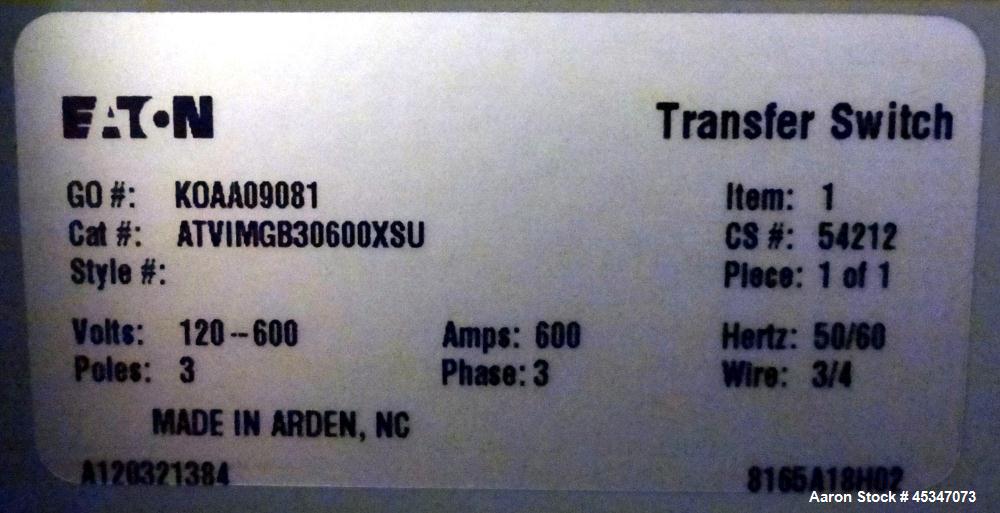 EATON Transfer Switch
GO #: KOAA09081 Item: 1
Cat #: ATVIMGB30600XSU CS #: 54212
Style #: Piece: 1 of 1
Volts: 120--600 Amps: 600 Hertz: 50/60
Poles: 3 Phase: 3 Wire: 3/4
MADE IN ARDEN, NC
A120321384 8165A18H02
Aaron Stock # 45347073